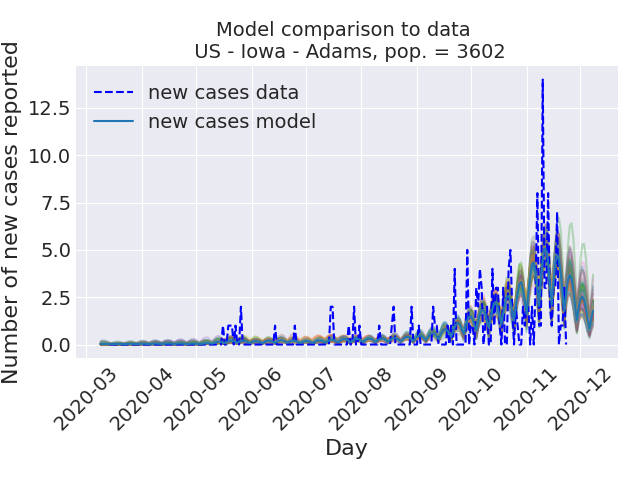 Model comparison to data
US - Iowa - Adams, pop. = 3602
Number of new cases reported
12.5
10.0
7.5
5.0
2.5
0.0
new cases data
new cases model
2020-03
2020-04
2020-05
2020-06
2020-07
2020-08
2020-09
2020-10
2020-11
2020-12
Day